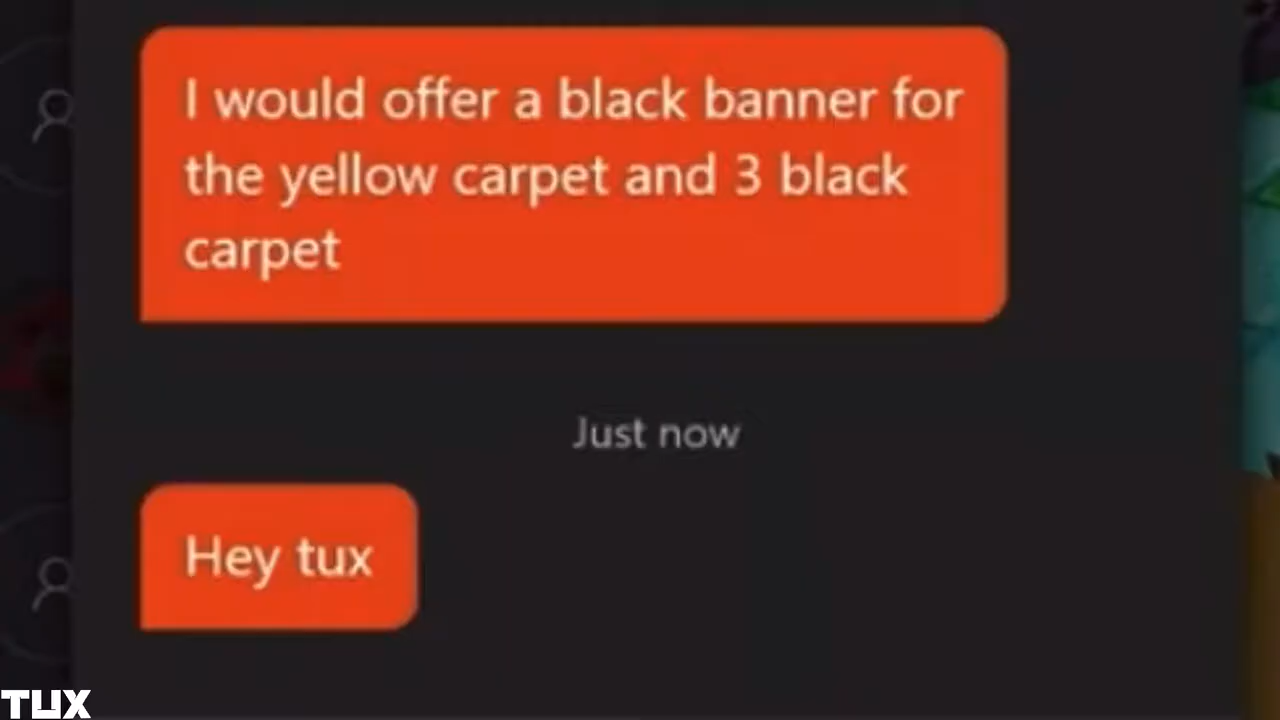 I would offer a black banner for
the yellow carpet and 3 black
carpet
Just now
Hey tux
TUX